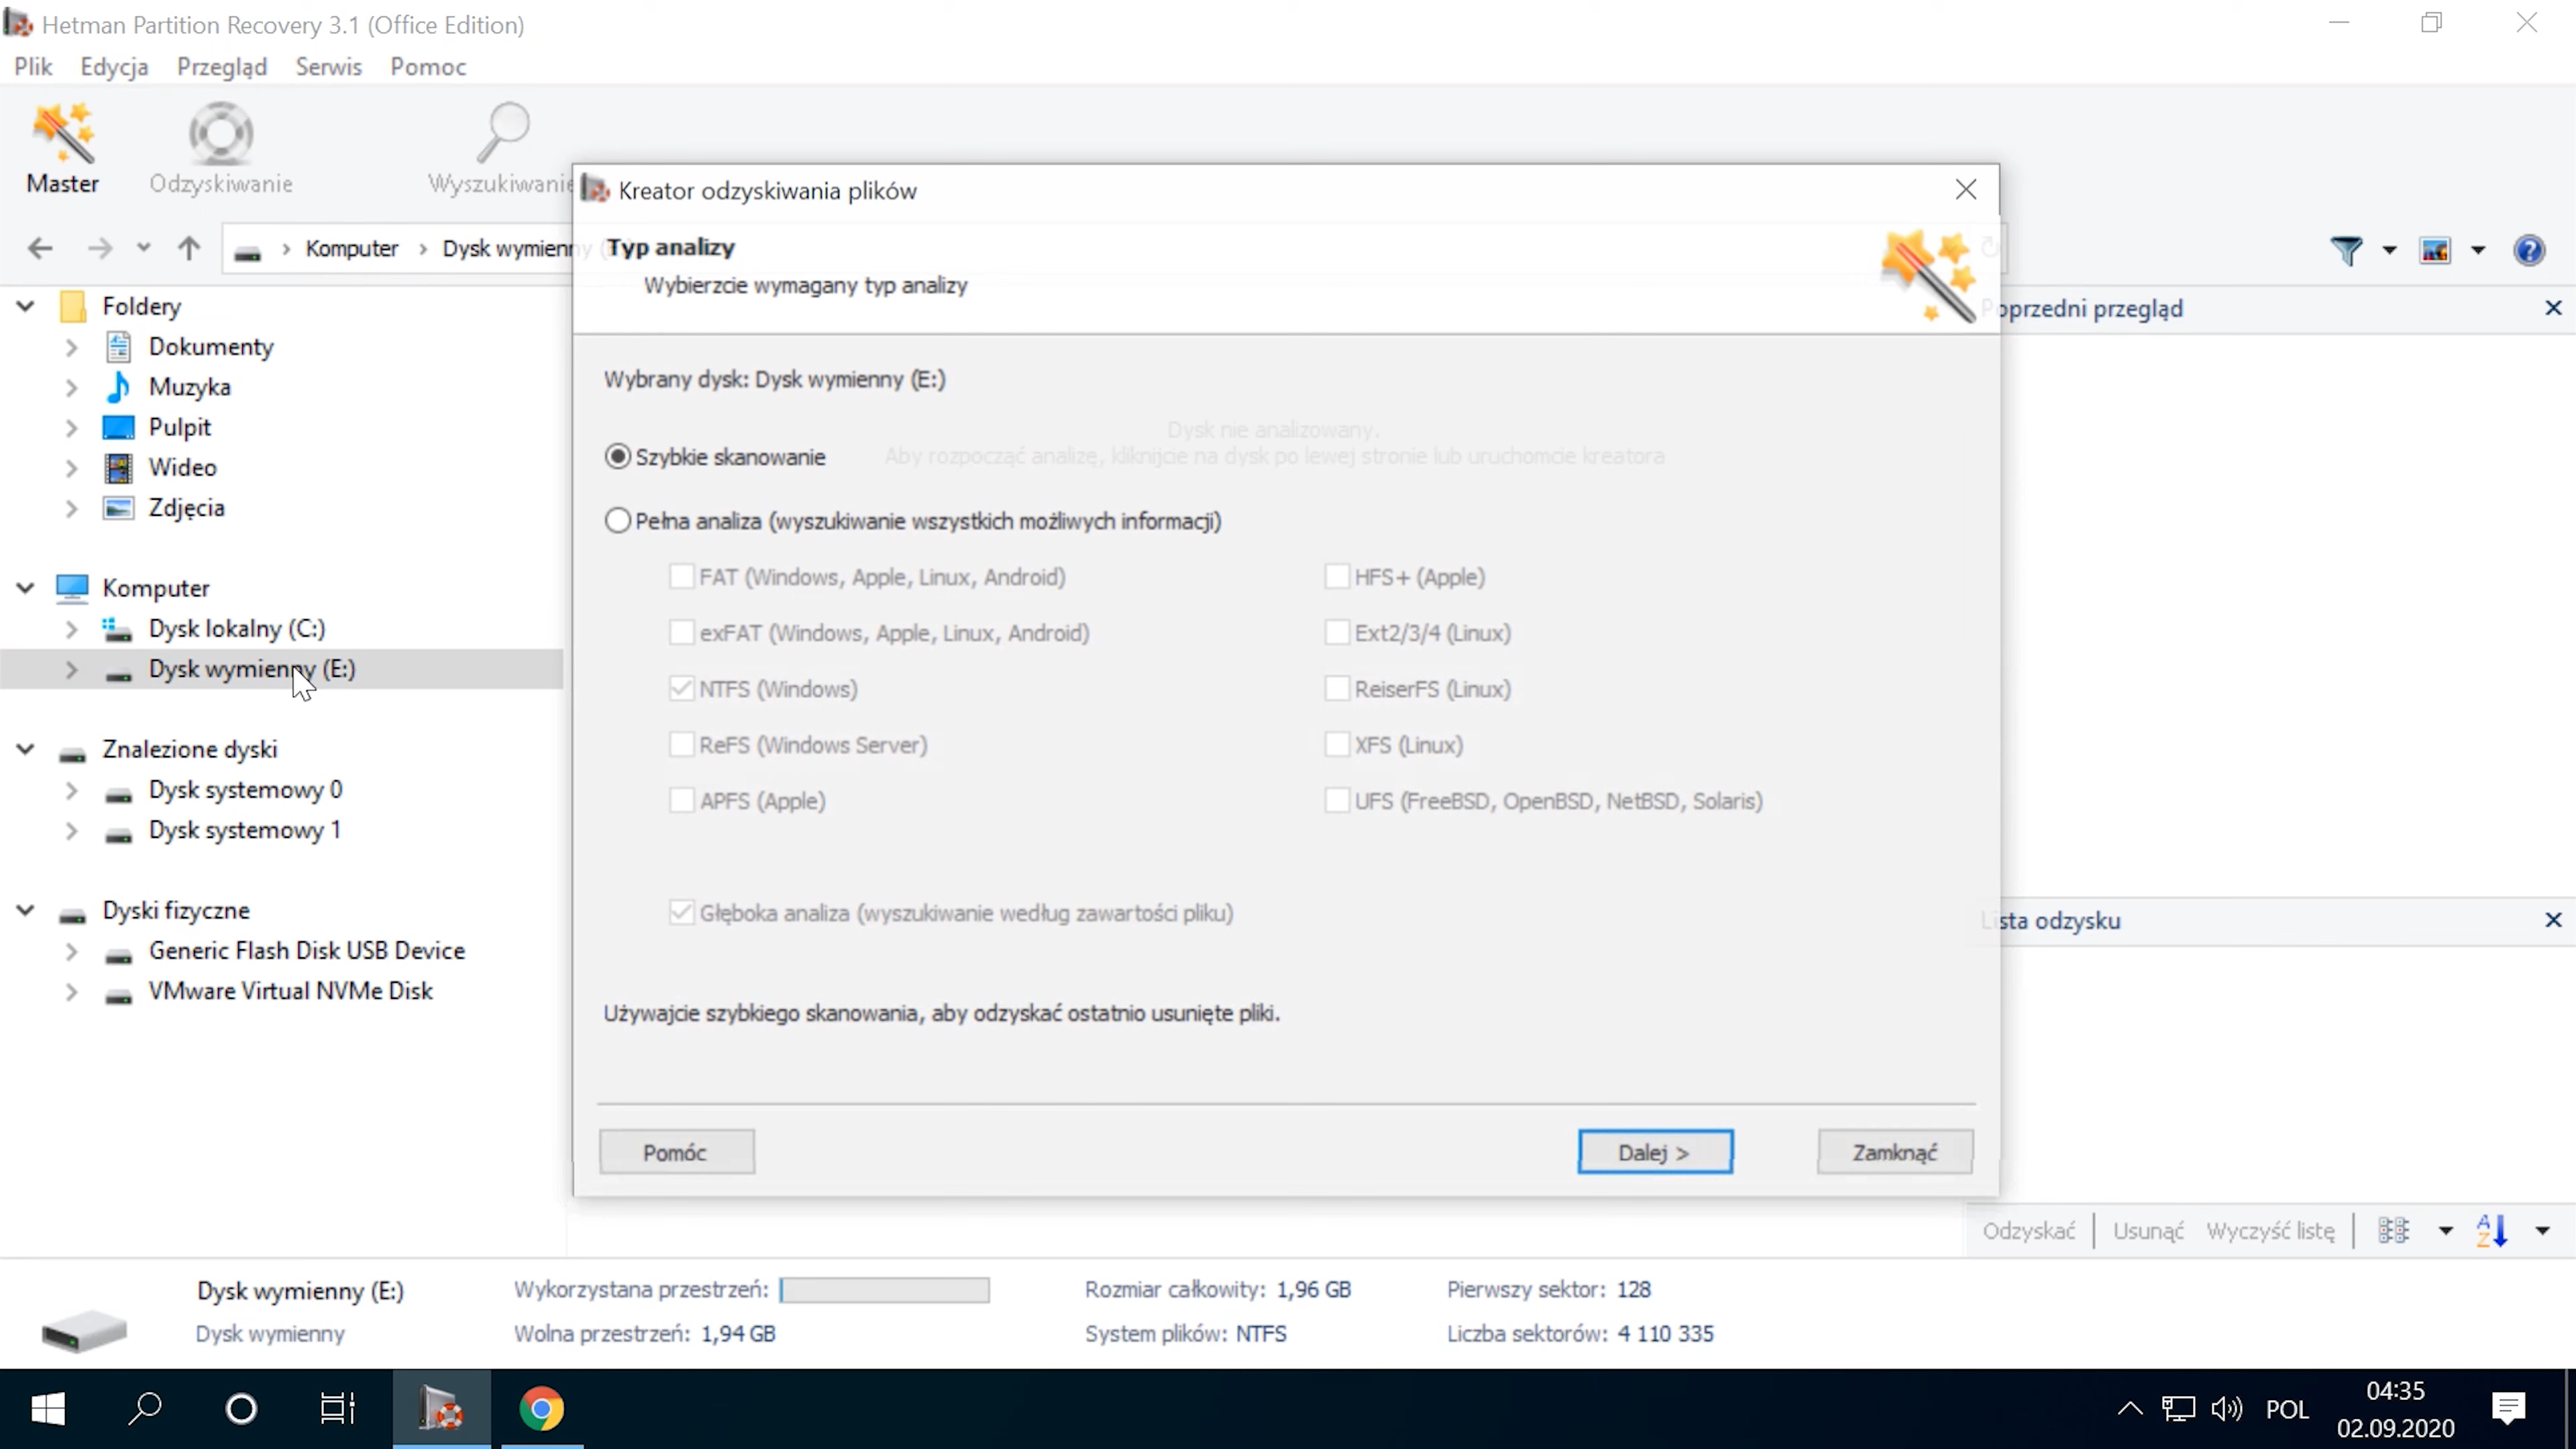 Hetman Partition Recovery 3.1 (Office Edition)
Plik Edycja Przegląd Serwis Pomoc
Master Odzyskiwanie Wyszukiwanie
Komputer Dysk wymienny
Foldery
Dokumenty
Muzyka
Pulpit
Wideo
Zdjęcia
Komputer
Dysk lokalny (C:)
Dysk wymienny (E:)
Znalezione dyski
Dysk systemowy 0
Dysk systemowy 1
Dyski fizyczne
Generic Flash Disk USB Device
VMware Virtual NVMe Disk
Kreator odzyskiwania plików
Typ analizy
Wybierzcie wymagany typ analizy
Wybrany dysk: Dysk wymienny (E:)
Dysk nie analizowany.
Aby rozpocząć analizę, kliknijcie na dysk po lewej stronie lub uruchomcie kreatora
Szybkie skanowanie
Pełna analiza (wyszukiwanie wszystkich możliwych informacji)
FAT (Windows, Apple, Linux, Android)
exFAT (Windows, Apple, Linux, Android)
NTFS (Windows)
ReFS (Windows Server)
APFS (Apple)
HFS+ (Apple)
Ext2/3/4 (Linux)
ReiserFS (Linux)
XFS (Linux)
UFS (FreeBSD, OpenBSD, NetBSD, Solaris)
Głęboka analiza (wyszukiwanie według zawartości pliku)
Używajcie szybkiego skanowania, aby odzyskać ostatnio usunięte pliki.
Pomóc Dalej > Zamknąć
Poprzedni przegląd
Lista odzysku
Odzyskać Usunąć Wyczyść listę
Dysk wymienny (E:)
Dysk wymienny
Wykorzystana przestrzeń:
Wolna przestrzeń: 1,94 GB
Rozmiar całkowity: 1,96 GB
System plików: NTFS
Pierwszy sektor: 128
Liczba sektorów: 4 110 335
POL
04:35
02.09.2020